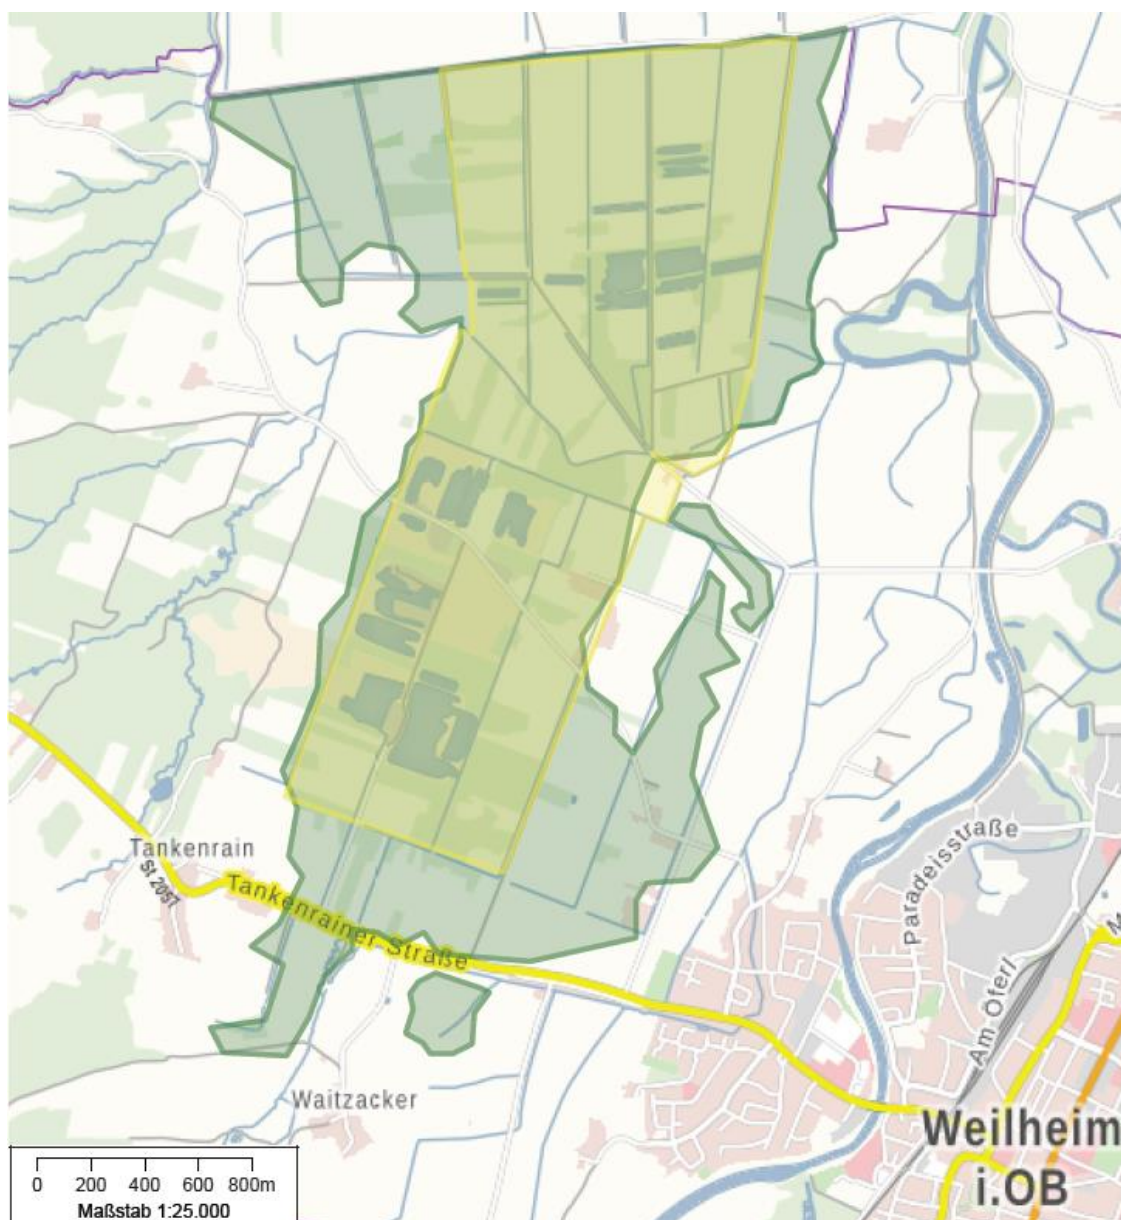 Paradeisstraße
Tankenrain
St 2057
Tankenrainer Straße
Am Öferl
M
Waitzacker
Weilheim
i.OB
0 200 400 600 800m
Maßstab 1:25.000